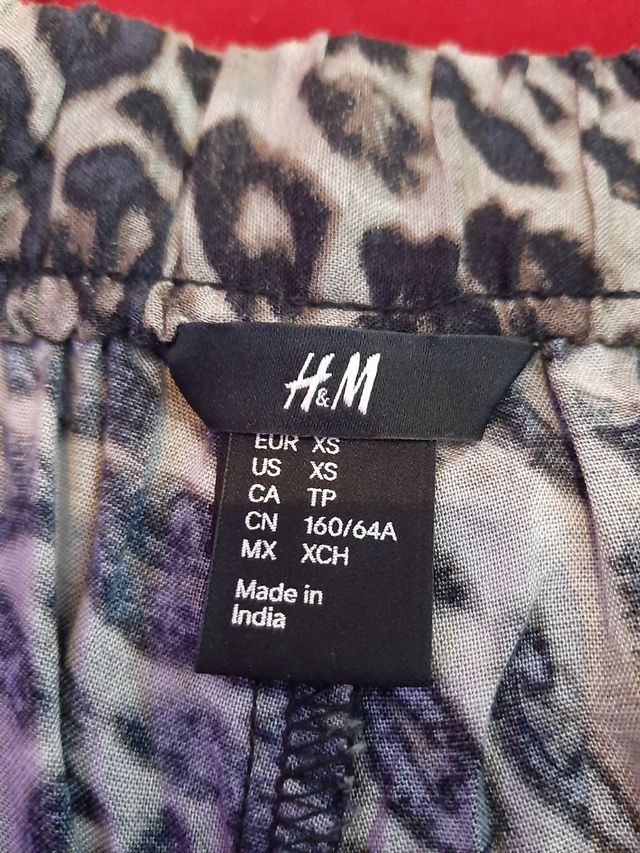 H&M
EUR XS
US XS
CA TP
CN 160/64A
MX XCH
Made in
India